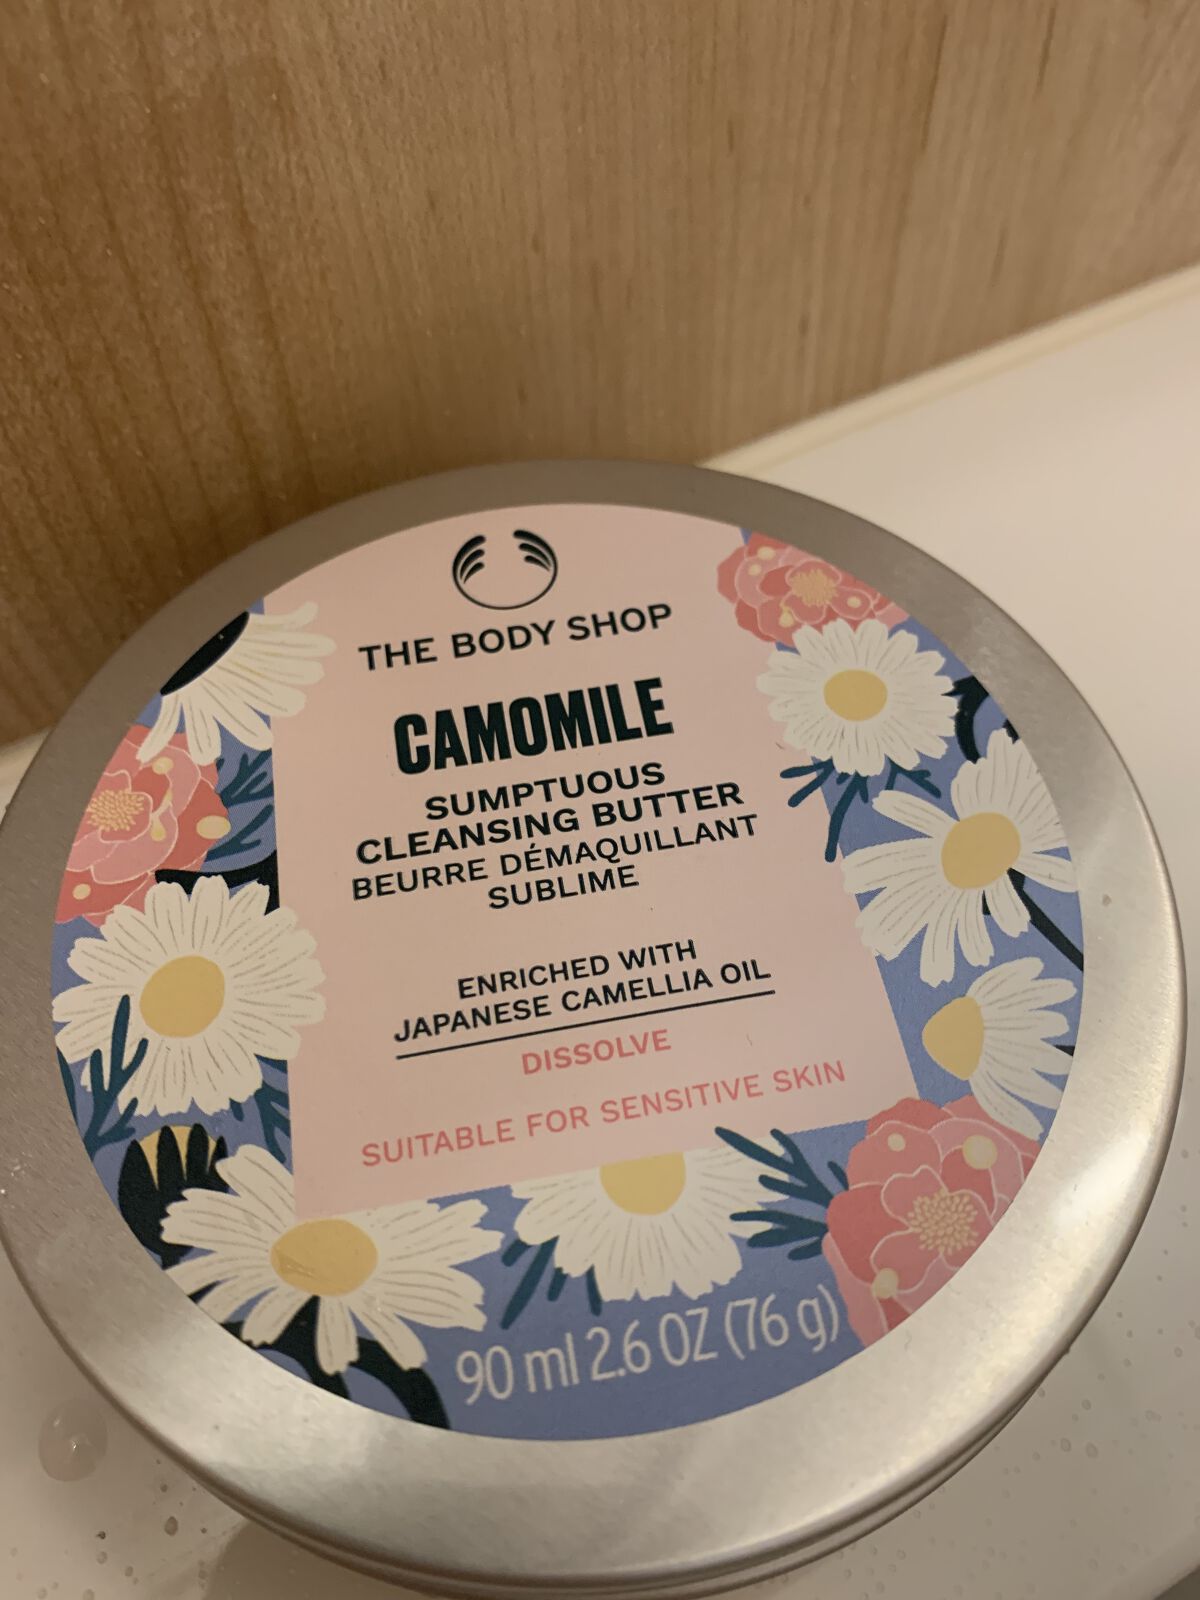 THE BODY SHOP
CAMOMILE
SUMPTUOUS
CLEANSING BUTTER
BEURRE DÉMAQUILLANT
SUBLIME
ENRICHED WITH
JAPANESE CAMELLIA OIL
DISSOLVE
SUITABLE FOR SENSITIVE SKIN
90 ml 2.6 OZ (76 g)